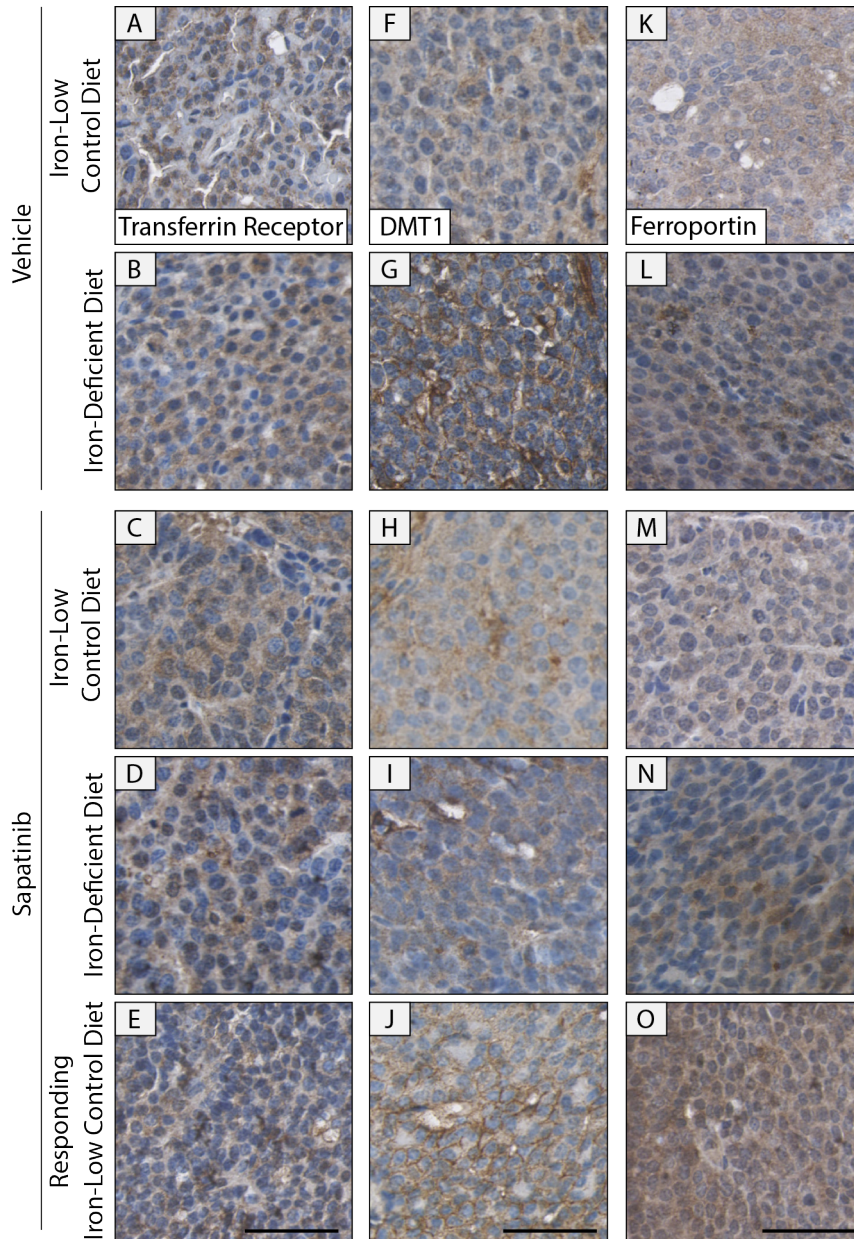 A
F
K
Iron-Low
Control Diet
Transferrin Receptor
DMT1
Ferroportin
Vehicle
B
G
L
Iron-Deficient Diet
C
H
M
Iron-Low
Control Diet
D
I
N
Iron-Deficient Diet
Sapatinib
E
J
O
Responding
Iron-Low Control Diet